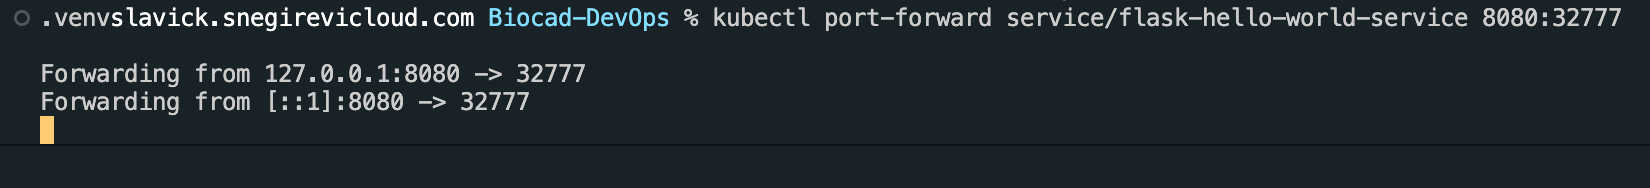 .venvslavick.snegirevicloud.com Biocad-DevOps % kubectl port-forward service/flask-hello-world-service 8080:32777
Forwarding from 127.0.0.1:8080 -> 32777
Forwarding from [::1]:8080 -> 32777